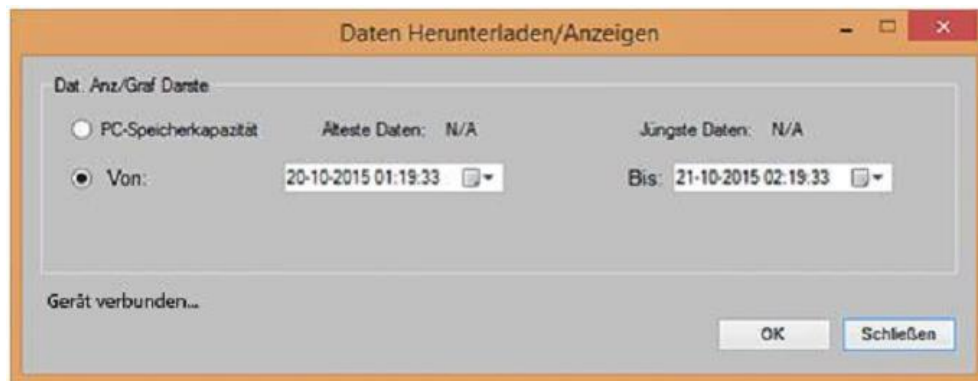 Daten Herunterladen/Anzeigen
Dat. Anz/Graf Darste
PC-Speicherkapazität Älteste Daten: N/A Jüngste Daten: N/A
Von: 20-10-2015 01:19:33 Bis: 21-10-2015 02:19:33
Gerät verbunden...
OK Schließen